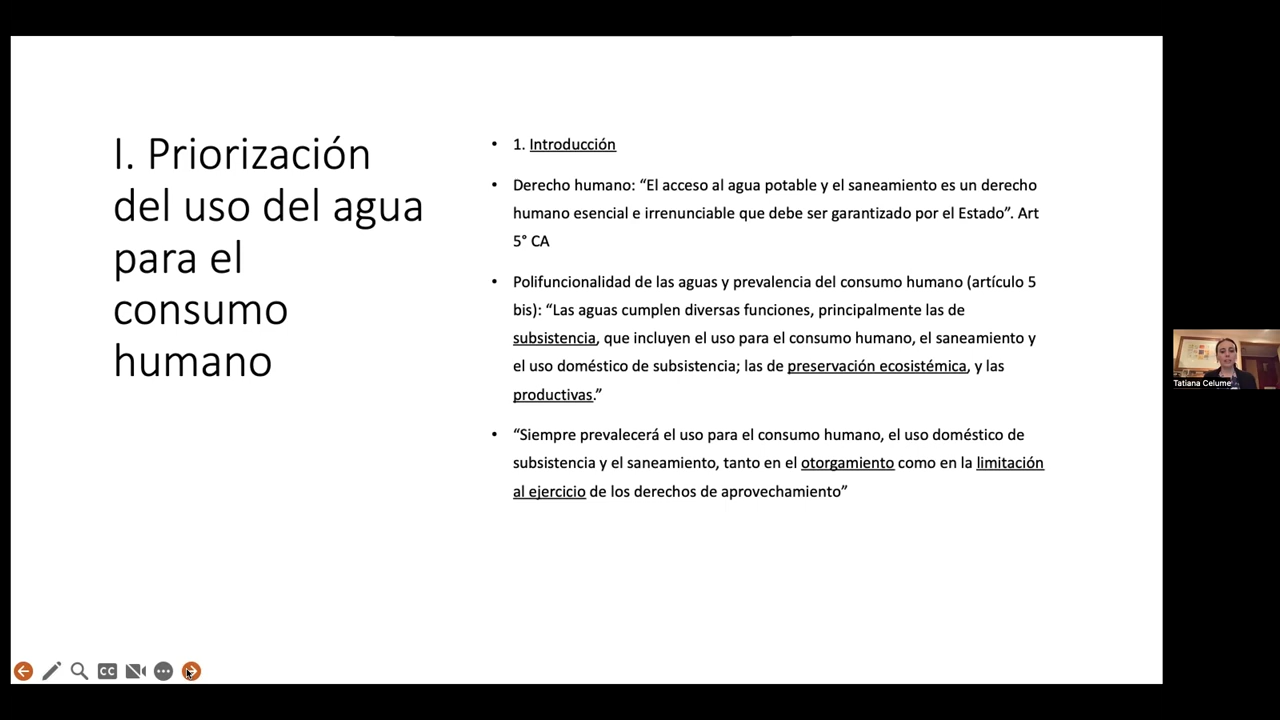 I. Priorización
del uso del agua
para el
consumo
humano
• 1. Introducción
• Derecho humano: “El acceso al agua potable y el saneamiento es un derecho
humano esencial e irrenunciable que debe ser garantizado por el Estado”. Art
5° CA
• Polifuncionalidad de las aguas y prevalencia del consumo humano (artículo 5
bis): “Las aguas cumplen diversas funciones, principalmente las de
subsistencia, que incluyen el uso para el consumo humano, el saneamiento y
el uso doméstico de subsistencia; las de preservación ecosistémica, y las
productivas.”
• “Siempre prevalecerá el uso para el consumo humano, el uso doméstico de
subsistencia y el saneamiento, tanto en el otorgamiento como en la limitación
al ejercicio de los derechos de aprovechamiento”
CC
Tatiana Celume